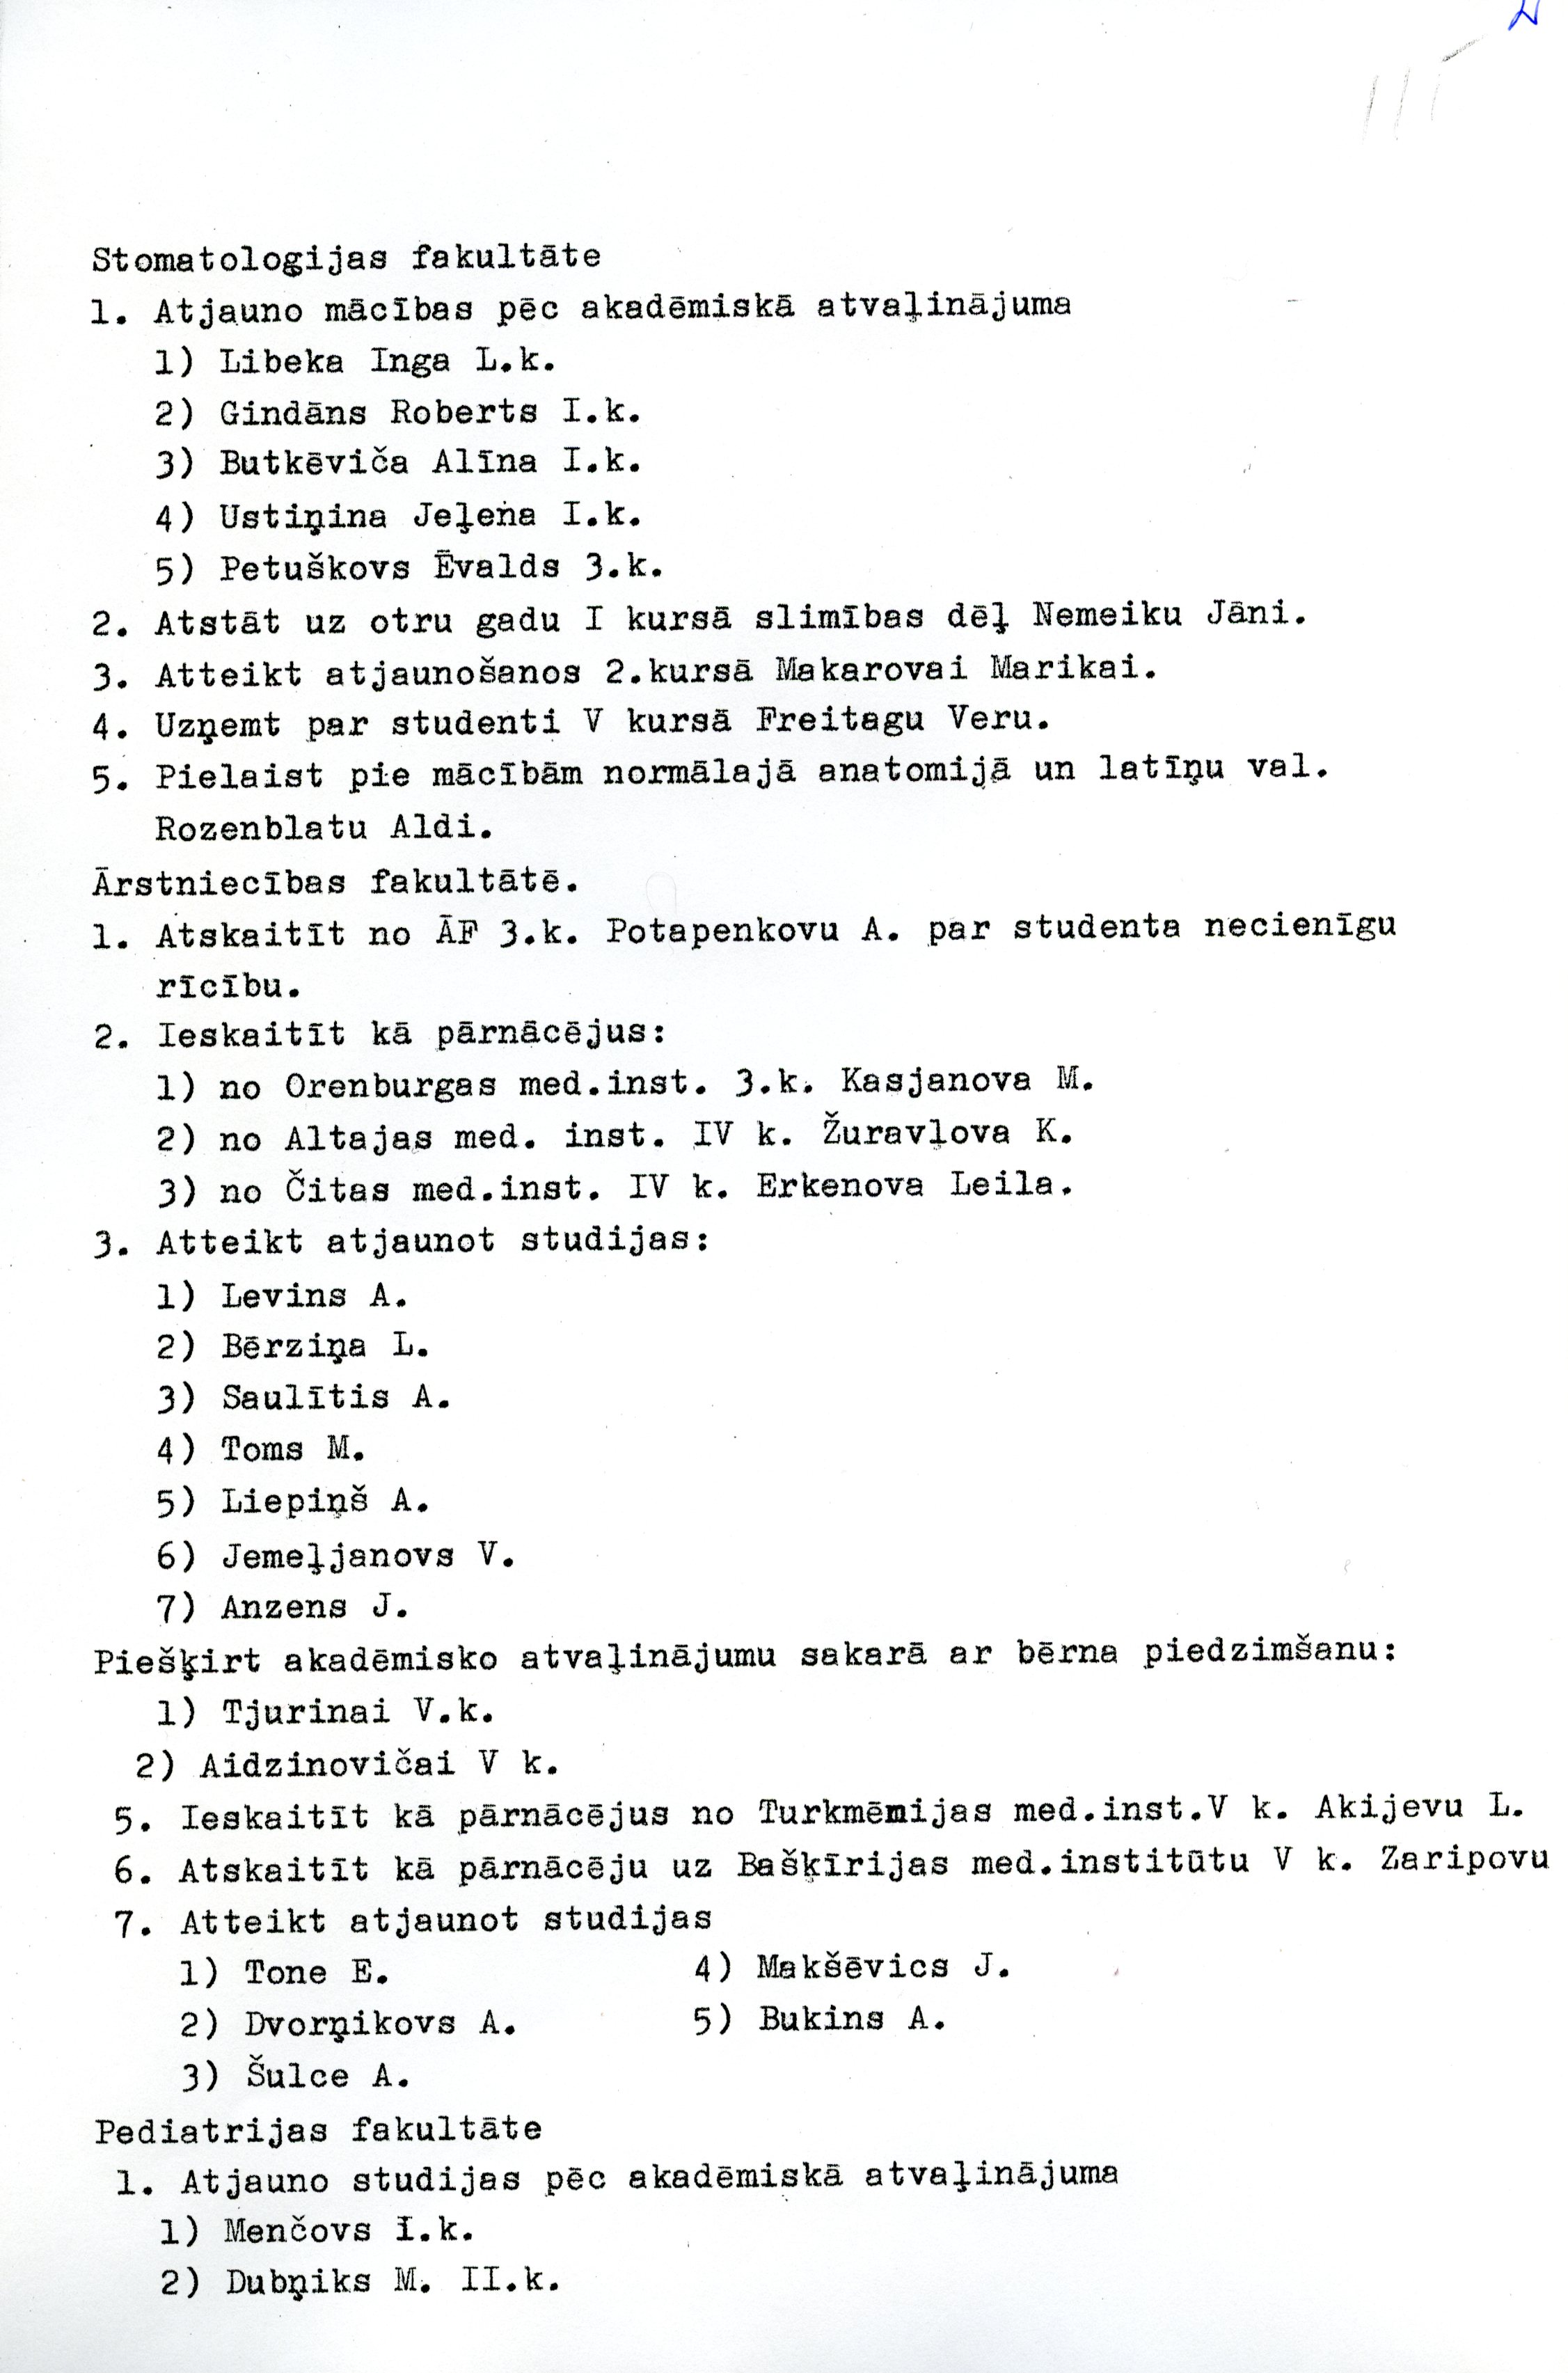 Stomatoloģijas fakultāte
1. Atjauno mācības pēc akadēmiskā atvaļinājuma
1) Libeka Inga L.k.
2) Gindāns Roberts I.k.
3) Butkēviča Alīna I.k.
4) Ustiņina Jeļena I.k.
5) Petuškovs Ēvalds 3.k.
2. Atstāt uz otru gadu I kursā slimības dēļ Nemeiku Jāni.
3. Atteikt atjaunošanos 2.kursā Makarovai Marikai.
4. Uzņemt par studenti V kursā Freitagu Veru.
5. Pielaist pie mācībām normālajā anatomijā un latīņu val.
Rozenblatu Aldi.
Ārstniecības fakultātē.
1. Atskaitīt no ĀF 3.k. Potapenkovu A. par studenta necienīgu
rīcību.
2. Ieskaitīt kā pārnācējus:
1) no Orenburgas med.inst. 3.k. Kasjanova M.
2) no Altajas med. inst. IV k. Žuravļova K.
3) no Čitas med.inst. IV k. Erkenova Leila.
3. Atteikt atjaunot studijas:
1) Levins A.
2) Bērziņa L.
3) Saulītis A.
4) Toms M.
5) Liepiņš A.
6) Jemeļjanovs V.
7) Anzens J.
Piešķirt akadēmisko atvaļinājumu sakarā ar bērna piedzimšanu:
1) Tjurinai V.k.
2) Aidzinovičai V k.
5. Ieskaitīt kā pārnācējus no Turkmēmijas med.inst.V k. Akijevu L.
6. Atskaitīt kā pārnācēju uz Bašķīrijas med.institūtu V k. Zaripovu
7. Atteikt atjaunot studijas
1) Tone E. 4) Makšēvics J.
2) Dvorņikovs A. 5) Bukins A.
3) Šulce A.
Pediatrijas fakultāte
1. Atjauno studijas pēc akadēmiskā atvaļinājuma
1) Menčovs I.k.
2) Dubņiks M. II.k.